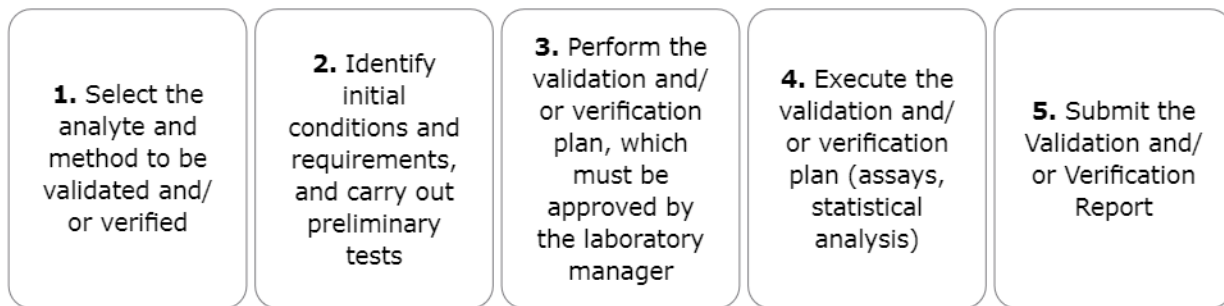 1. Select the
analyte and
method to be
validated and/
or verified
2. Identify
initial
conditions and
requirements,
and carry out
preliminary
tests
3. Perform the
validation and/
or verification
plan, which
must be
approved by
the laboratory
manager
4. Execute the
validation and/
or verification
plan (assays,
statistical
analysis)
5. Submit the
Validation and/
or Verification
Report